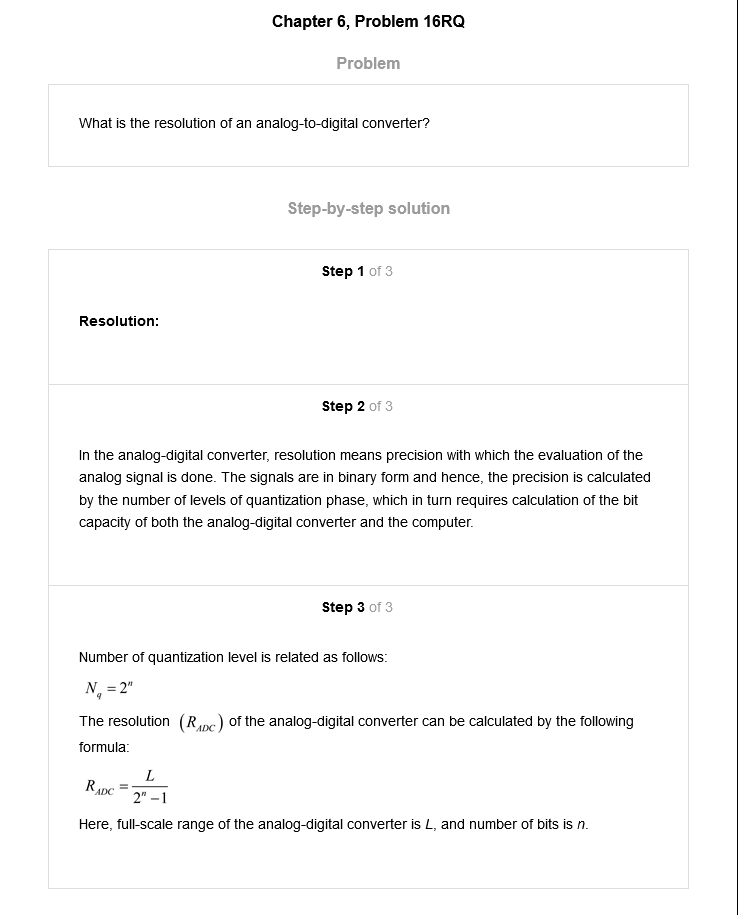 Chapter 6, Problem 16RQ
Problem
What is the resolution of an analog-to-digital converter?
Step-by-step solution
Step 1 of 3
Resolution:
Step 2 of 3
In the analog-digital converter, resolution means precision with which the evaluation of the
analog signal is done. The signals are in binary form and hence, the precision is calculated
by the number of levels of quantization phase, which in turn requires calculation of the bit
capacity of both the analog-digital converter and the computer.
Step 3 of 3
Number of quantization level is related as follows:
N_q = 2^n
The resolution (R_ADC) of the analog-digital converter can be calculated by the following
formula:
R_ADC = L / (2^n − 1)
Here, full-scale range of the analog-digital converter is L, and number of bits is n.